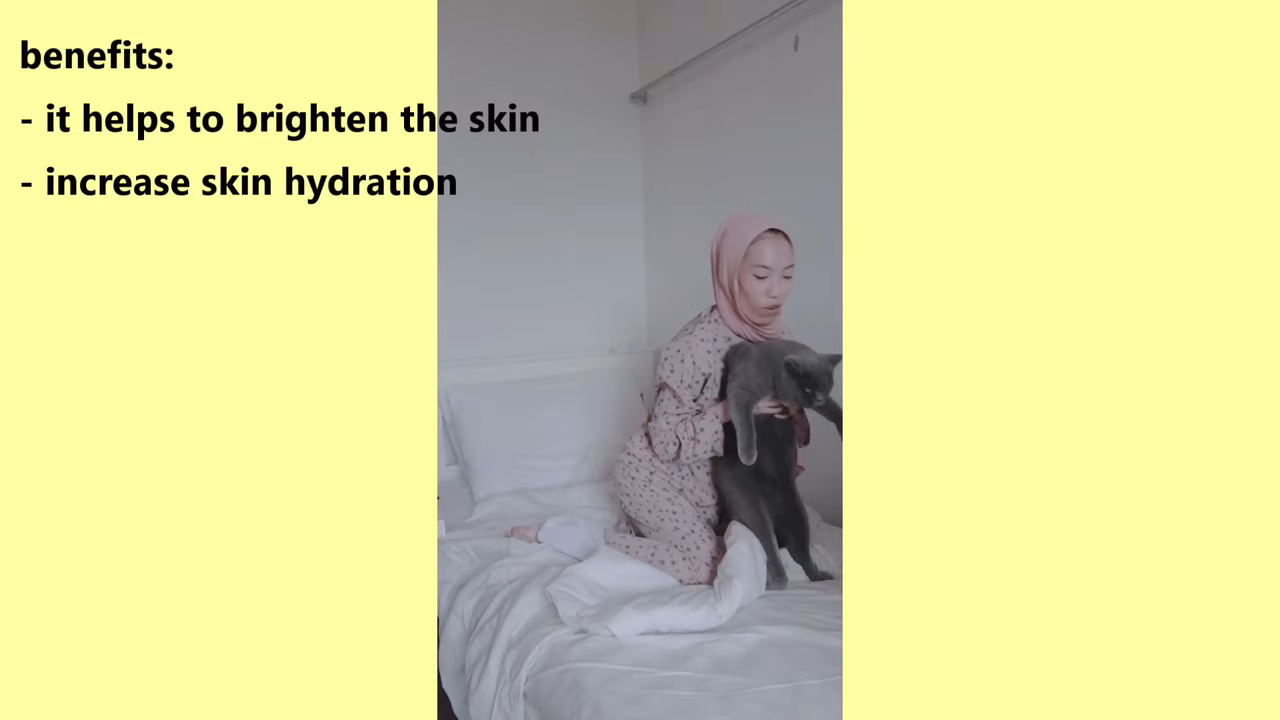 benefits:
- it helps to brighten the skin
- increase skin hydration